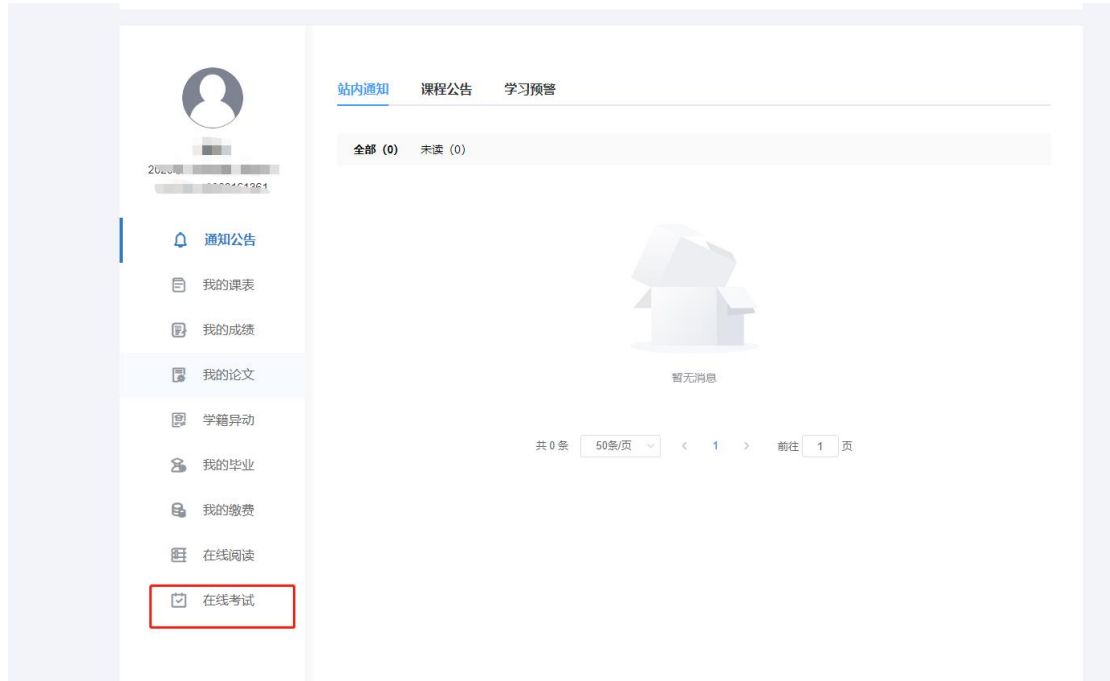 站内通知 课程公告 学习预警
全部（0） 未读（0）
通知公告
我的课表
我的成绩
我的论文
学籍异动
我的毕业
我的缴费
在线阅读
在线考试
暂无消息
共 0 条 50条/页 < 1 > 前往 1 页